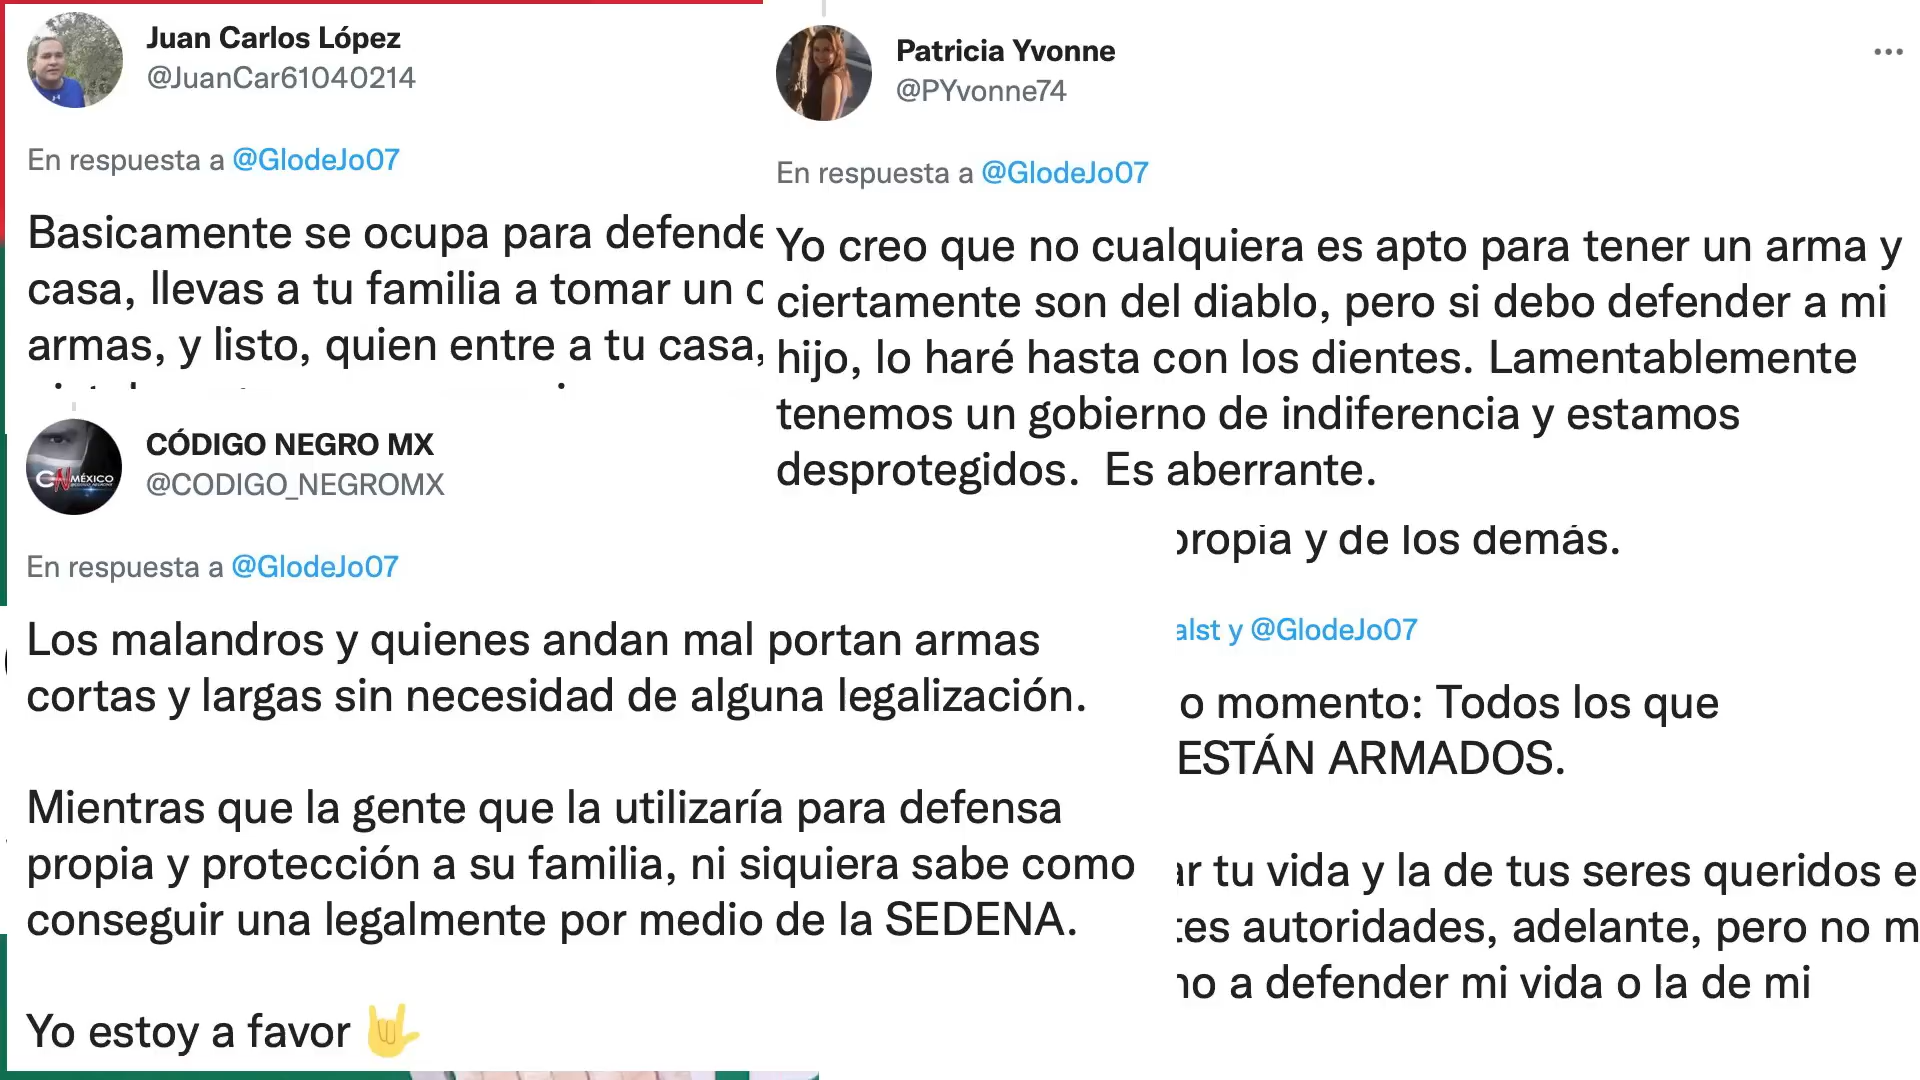 Juan Carlos López
@JuanCar61040214
En respuesta a @GlodeJo07
Basicamente se ocupa para
casa, llevas a tu familia a tomar un
armas, y listo, quien entre a tu casa,
CÓDIGO NEGRO MX
@CODIGO_NEGROMX
CN MÉXICO
En respuesta a @GlodeJo07
Los malandros y quienes andan mal portan armas
cortas y largas sin necesidad de alguna legalización.
Mientras que la gente que la utilizaría para defensa
propia y protección a su familia, ni siquiera sabe como
conseguir una legalmente por medio de la SEDENA.
Yo estoy a favor 🤟
Patricia Yvonne
@PYvonne74
En respuesta a @GlodeJo07
Yo creo que no cualquiera es apto para tener un arma y
ciertamente son del diablo, pero si debo defender a mi
hijo, lo haré hasta con los dientes. Lamentablemente
tenemos un gobierno de indiferencia y estamos
desprotegidos. Es aberrante.
propia y de los demás.
y @GlodeJo07
momento: Todos los que
ESTÁN ARMADOS.
tu vida y la de tus seres queridos
autoridades, adelante, pero no
a defender mi vida o la de mi